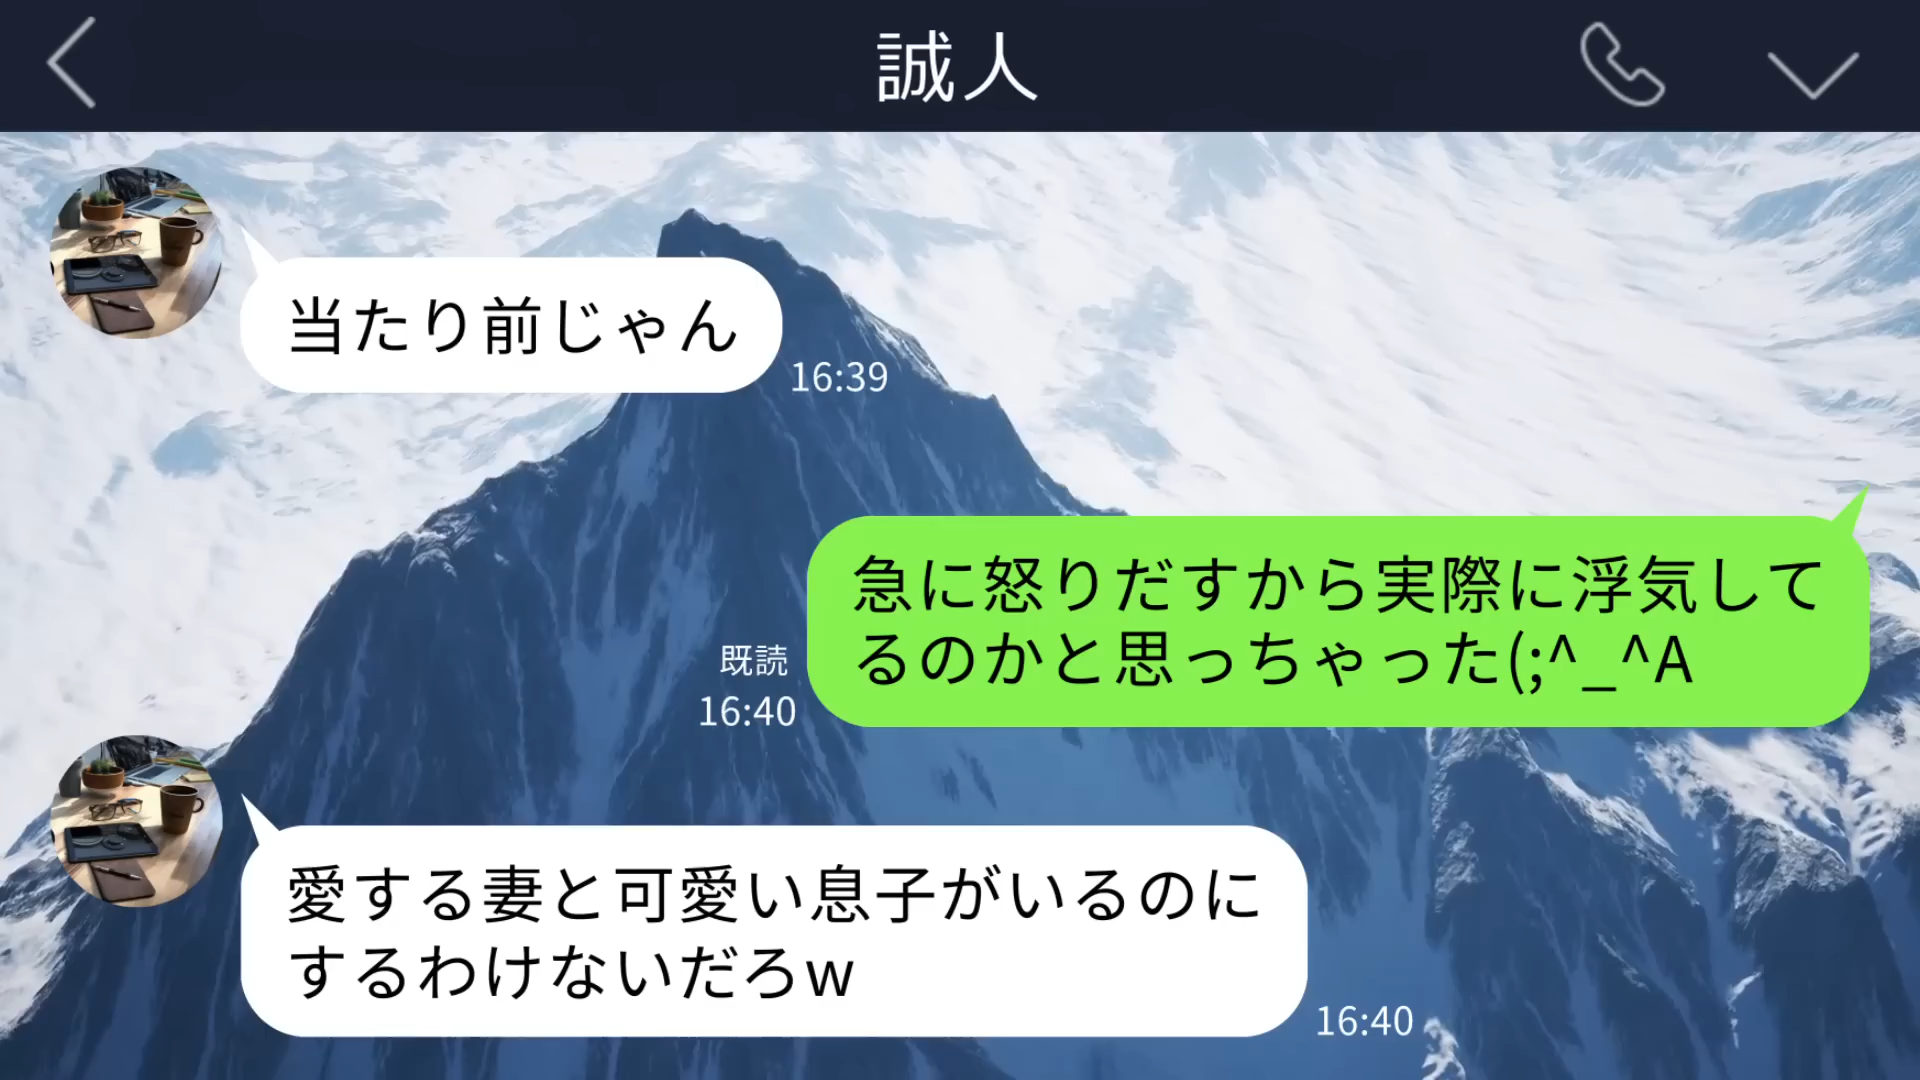 誠人
当たり前じゃん
16:39
急に怒りだすから実際に浮気して
るのかと思っちゃった(;^_^A
既読
16:40
愛する妻と可愛い息子がいるのに
するわけないだろw
16:40